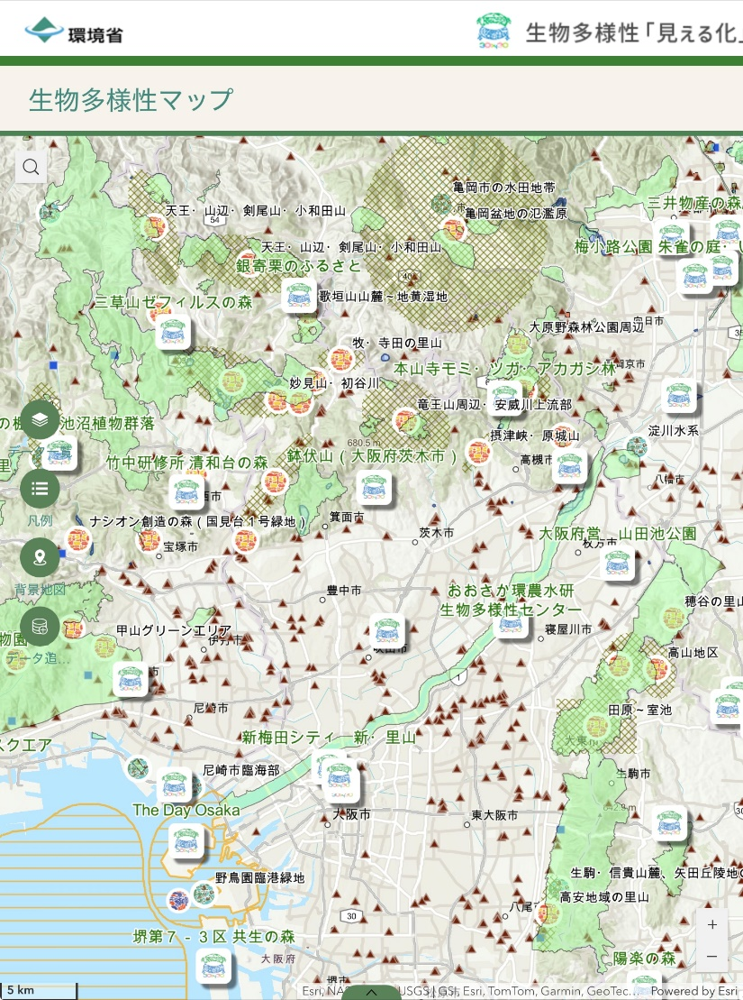 環境省
生物多様性「見える化」
生物多様性マップ
亀岡市の水田地帯
三井物産の森
天王・山辺・剣尾山・小和田山
亀岡盆地の氾濫原
54
天王・山辺・剣尾山・小和田山
梅小路公園 朱雀の庭・い
銀寄栗のふるさと
歌垣山山麓~地黄湿地
三草山ゼフィルスの森
向日市
大原野森林公園周辺
牧・寺田の里山
本山寺モミ・ツガ・アカガシ林
妙見山・初谷川
竜王山周辺・安威川上流部
池沼植物群落
淀川水系
摂津峡・原城山
680.5 m
鉢伏山(大阪府茨木市)
竹中研修所 清和台の森
高槻市
八幡市
西市
凡例
ナシオン創造の森(国見台1号緑地)
箕面市
茨木市
大阪府営 山田池公園
枚方市
宝塚市
背景地図
豊中市
おおさか環農水研
生物多様性センター
穂谷の里山
甲山グリーンエリア
伊丹市
寝屋川市
物園
データ追...
吹田市
高山地区
市
1
尼崎市
田原~室池
新梅田シティ 新・里山
スクエア
大東市
尼崎市臨海部
生駒市
The Day Osaka
大阪市
東大阪市
野鳥園臨港緑地
生駒・信貴山麓、矢田丘陵地の
高安地域の里山
30
八尾
堺第7-3区 共生の森
大阪府
陽楽の森
+
−
堺市
5 km
Esri, NA
USGS | GSI, Esri, TomTom, Garmin, GeoTec...
Powered by Esri